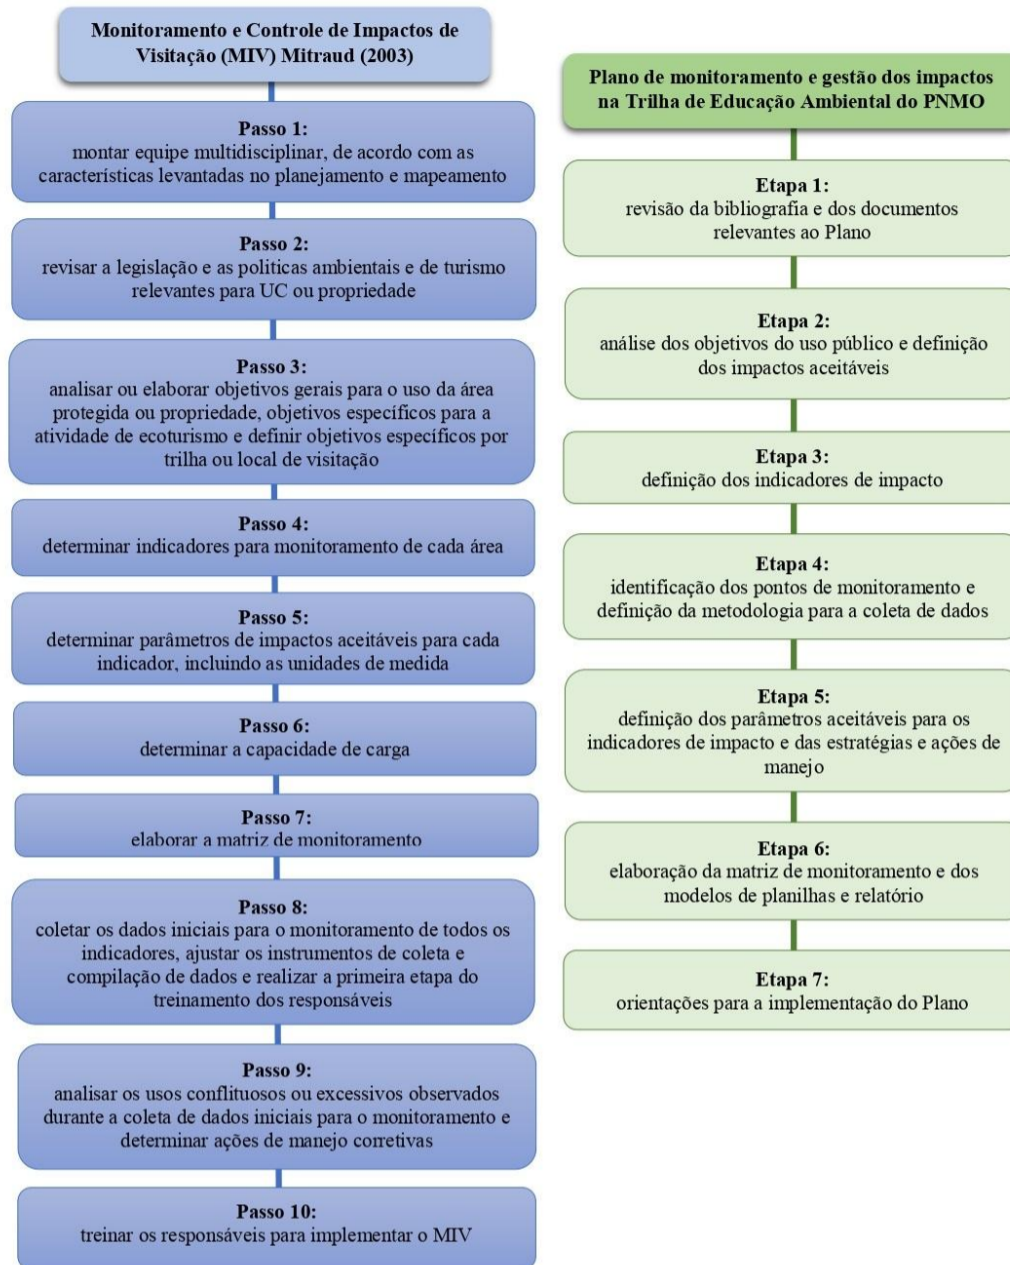 Monitoramento e Controle de Impactos de
Visitação (MIV) Mitraud (2003)
Passo 1:
montar equipe multidisciplinar, de acordo com as
características levantadas no planejamento e mapeamento
Passo 2:
revisar a legislação e as politicas ambientais e de turismo
relevantes para UC ou propriedade
Passo 3:
analisar ou elaborar objetivos gerais para o uso da área
protegida ou propriedade, objetivos específicos para a
atividade de ecoturismo e definir objetivos específicos por
trilha ou local de visitação
Passo 4:
determinar indicadores para monitoramento de cada área
Passo 5:
determinar parâmetros de impactos aceitáveis para cada
indicador, incluindo as unidades de medida
Passo 6:
determinar a capacidade de carga
Passo 7:
elaborar a matriz de monitoramento
Passo 8:
coletar os dados iniciais para o monitoramento de todos os
indicadores, ajustar os instrumentos de coleta e
compilação de dados e realizar a primeira etapa do
treinamento dos responsáveis
Passo 9:
analisar os usos conflituosos ou excessivos observados
durante a coleta de dados iniciais para o monitoramento e
determinar ações de manejo corretivas
Passo 10:
treinar os responsáveis para implementar o MIV
Plano de monitoramento e gestão dos impactos
na Trilha de Educação Ambiental do PNMO
Etapa 1:
revisão da bibliografia e dos documentos
relevantes ao Plano
Etapa 2:
análise dos objetivos do uso público e definição
dos impactos aceitáveis
Etapa 3:
definição dos indicadores de impacto
Etapa 4:
identificação dos pontos de monitoramento e
definição da metodologia para a coleta de dados
Etapa 5:
definição dos parâmetros aceitáveis para os
indicadores de impacto e das estratégias e ações de
manejo
Etapa 6:
elaboração da matriz de monitoramento e dos
modelos de planilhas e relatório
Etapa 7:
orientações para a implementação do Plano